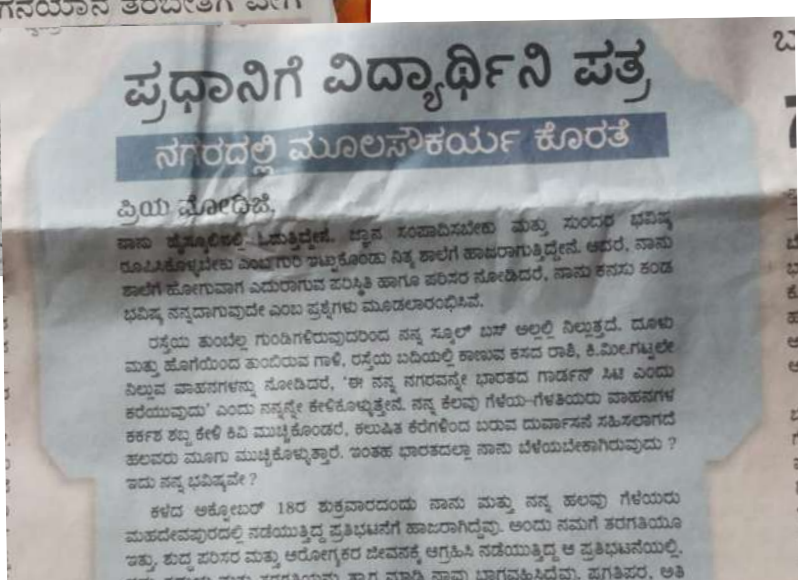 ಗನಯಾನ ತರಬೇತಿಗೆ ವೇಗ
ಪ್ರಧಾನಿಗೆ ವಿದ್ಯಾರ್ಥಿನಿ ಪತ್ರ
ನಗರದಲ್ಲಿ ಮೂಲಸೌಕರ್ಯ ಕೊರತೆ
ಪ್ರಿಯ ಮೋದಿಜಿ,
ನಾನು ಹೈಸ್ಕೂಲಿನಲ್ಲಿ ಓದುತ್ತಿದ್ದೇನೆ. ಜ್ಞಾನ ಸಂಪಾದಿಸಬೇಕು ಮತ್ತು ಸುಂದರ ಭವಿಷ್ಯ
ರೂಪಿಸಿಕೊಳ್ಳಬೇಕು ಎಂಬ ಗುರಿ ಇಟ್ಟುಕೊಂಡು ನಿತ್ಯ ಶಾಲೆಗೆ ಹಾಜರಾಗುತ್ತಿದ್ದೇನೆ. ಆದರೆ, ನಾನು
ಶಾಲೆಗೆ ಹೋಗುವಾಗ ಎದುರಾಗುವ ಪರಿಸ್ಥಿತಿ ಹಾಗೂ ಪರಿಸರ ನೋಡಿದರೆ, ನಾನು ಕನಸು ಕಂಡ
ಭವಿಷ್ಯ ನನ್ನದಾಗುವುದೇ ಎಂಬ ಪ್ರಶ್ನೆಗಳು ಮೂಡಲಾರಂಭಿಸಿವೆ.
ರಸ್ತೆಯ ತುಂಬೆಲ್ಲ ಗುಂಡಿಗಳಿರುವುದರಿಂದ ನನ್ನ ಸ್ಕೂಲ್ ಬಸ್ ಅಲ್ಲಲ್ಲಿ ನಿಲ್ಲುತ್ತದೆ. ದೂಳು
ಮತ್ತು ಹೊಗೆಯಿಂದ ತುಂಬಿರುವ ಗಾಳಿ, ರಸ್ತೆಯ ಬದಿಯಲ್ಲಿ ಕಾಣುವ ಕಸದ ರಾಶಿ, ಕಿ.ಮೀ.ಗಟ್ಟಲೇ
ನಿಲ್ಲುವ ವಾಹನಗಳನ್ನು ನೋಡಿದರೆ, ‘ಈ ನನ್ನ ನಗರವನ್ನೇ ಭಾರತದ ಗಾರ್ಡನ್ ಸಿಟಿ ಎಂದು
ಕರೆಯುವುದು’ ಎಂದು ನನ್ನನ್ನೇ ಕೇಳಿಕೊಳ್ಳುತ್ತೇನೆ. ನನ್ನ ಕೆಲವು ಗೆಳೆಯ-ಗೆಳತಿಯರು ವಾಹನಗಳ
ಕರ್ಕಶ ಶಬ್ದ ಕೇಳಿ ಕಿವಿ ಮುಚ್ಚಿಕೊಂಡರೆ, ಕಲುಷಿತ ಕೆರೆಗಳಿಂದ ಬರುವ ದುರ್ವಾಸನೆ ಸಹಿಸಲಾಗದೆ
ಹಲವರು ಮೂಗು ಮುಚ್ಚಿಕೊಳ್ಳುತ್ತಾರೆ. ಇಂತಹ ಭಾರತದಲ್ಲಾ ನಾನು ಬೆಳೆಯಬೇಕಾಗಿರುವುದು ?
ಇದು ನನ್ನ ಭವಿಷ್ಯವೇ ?
ಕಳೆದ ಅಕ್ಟೋಬರ್ 18ರ ಶುಕ್ರವಾರದಂದು ನಾನು ಮತ್ತು ನನ್ನ ಹಲವು ಗೆಳೆಯರು
ಮಹದೇವಪುರದಲ್ಲಿ ನಡೆಯುತ್ತಿದ್ದ ಪ್ರತಿಭಟನೆಗೆ ಹಾಜರಾಗಿದ್ದೆವು. ಅಂದು ನಮಗೆ ತರಗತಿಯೂ
ಇತ್ತು. ಶುದ್ಧ ಪರಿಸರ ಮತ್ತು ಆರೋಗ್ಯಕರ ಜೀವನಕ್ಕೆ ಆಗ್ರಹಿಸಿ ನಡೆಯುತ್ತಿದ್ದ ಆ ಪ್ರತಿಭಟನೆಯಲ್ಲಿ,